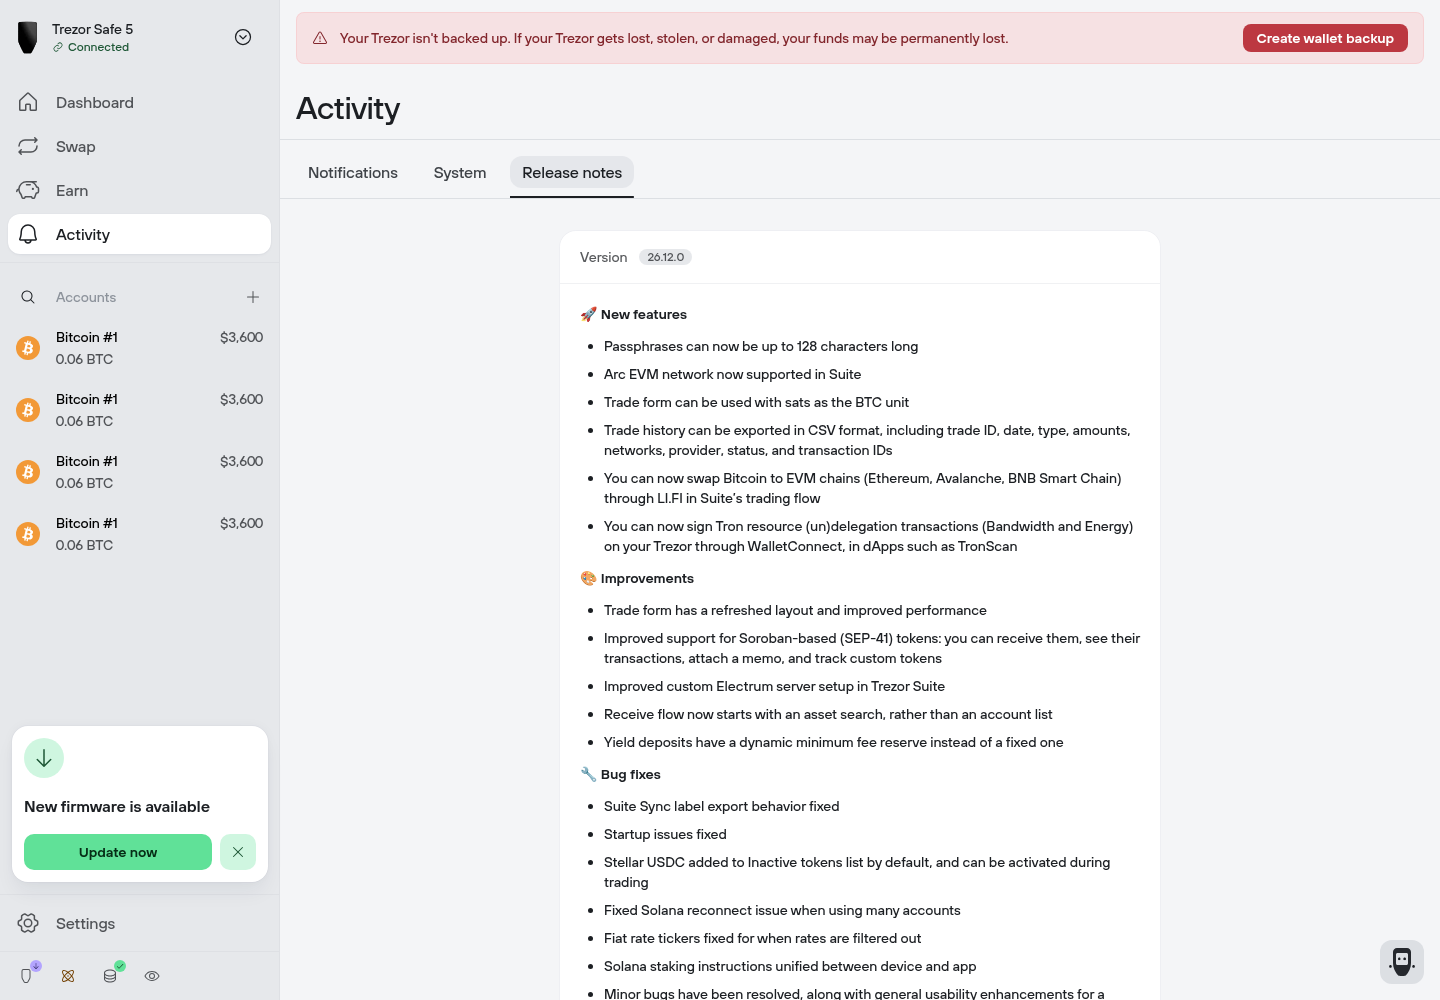 Trezor Safe 5
Connected
Dashboard
Swap
Earn
Activity
Accounts
Bitcoin #1 $3,600
0.06 BTC
Bitcoin #1 $3,600
0.06 BTC
Bitcoin #1 $3,600
0.06 BTC
Bitcoin #1 $3,600
0.06 BTC
New firmware is available
Update now
Settings
Your Trezor isn't backed up. If your Trezor gets lost, stolen, or damaged, your funds may be permanently lost.
Create wallet backup
Activity
Notifications System Release notes
Version 26.12.0
🚀 New features
• Passphrases can now be up to 128 characters long
• Arc EVM network now supported in Suite
• Trade form can be used with sats as the BTC unit
• Trade history can be exported in CSV format, including trade ID, date, type, amounts,
networks, provider, status, and transaction IDs
• You can now swap Bitcoin to EVM chains (Ethereum, Avalanche, BNB Smart Chain)
through LI.FI in Suite's trading flow
• You can now sign Tron resource (un)delegation transactions (Bandwidth and Energy)
on your Trezor through WalletConnect, in dApps such as TronScan
🎨 Improvements
• Trade form has a refreshed layout and improved performance
• Improved support for Soroban-based (SEP-41) tokens: you can receive them, see their
transactions, attach a memo, and track custom tokens
• Improved custom Electrum server setup in Trezor Suite
• Receive flow now starts with an asset search, rather than an account list
• Yield deposits have a dynamic minimum fee reserve instead of a fixed one
🔧 Bug fixes
• Suite Sync label export behavior fixed
• Startup issues fixed
• Stellar USDC added to Inactive tokens list by default, and can be activated during
trading
• Fixed Solana reconnect issue when using many accounts
• Fiat rate tickers fixed for when rates are filtered out
• Solana staking instructions unified between device and app
• Minor bugs have been resolved, along with general usability enhancements for a